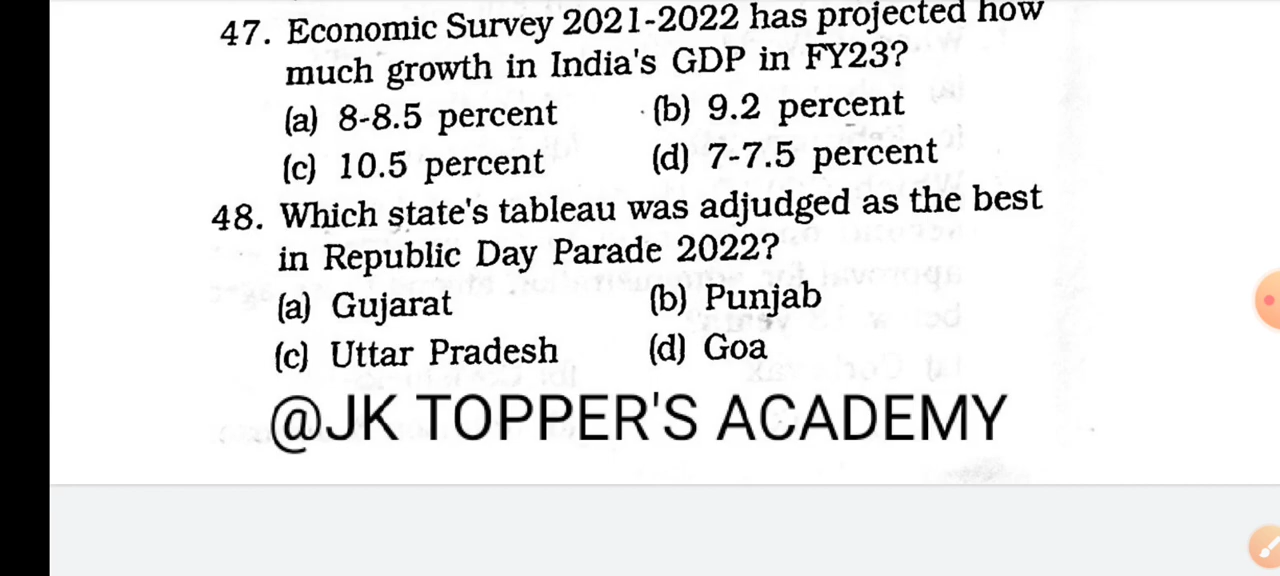 47. Economic Survey 2021-2022 has projected how
much growth in India's GDP in FY23?
(a) 8-8.5 percent (b) 9.2 percent
(c) 10.5 percent (d) 7-7.5 percent
48. Which state's tableau was adjudged as the best
in Republic Day Parade 2022?
(a) Gujarat (b) Punjab
(c) Uttar Pradesh (d) Goa
@JK TOPPER'S ACADEMY